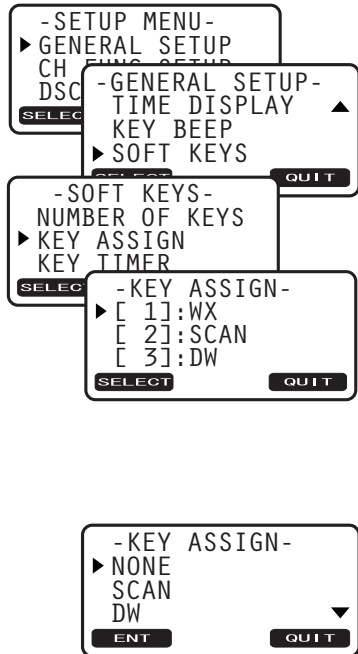 -SETUP MENU-
GENERAL SETUP
CH FUNC SETUP
DSC
-GENERAL SETUP-
TIME DISPLAY
KEY BEEP
SOFT KEYS
QUIT
-SOFT KEYS-
NUMBER OF KEYS
KEY ASSIGN
KEY TIMER
-KEY ASSIGN-
[ 1]:WX
[ 2]:SCAN
[ 3]:DW
SELECT QUIT
-KEY ASSIGN-
NONE
SCAN
DW
ENT QUIT